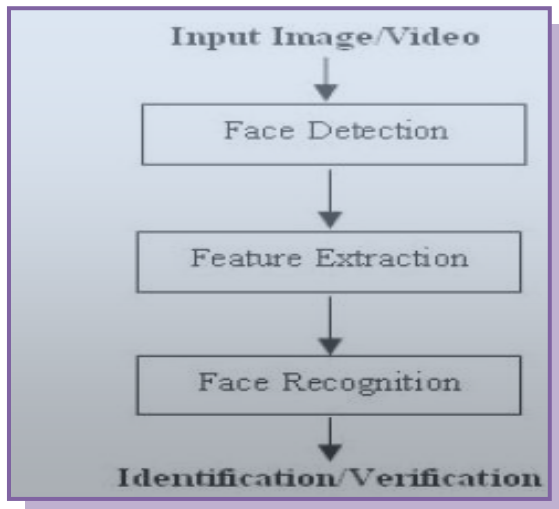 Input Image/Video
Face Detection
Feature Extraction
Face Recognition
Identification/Verification